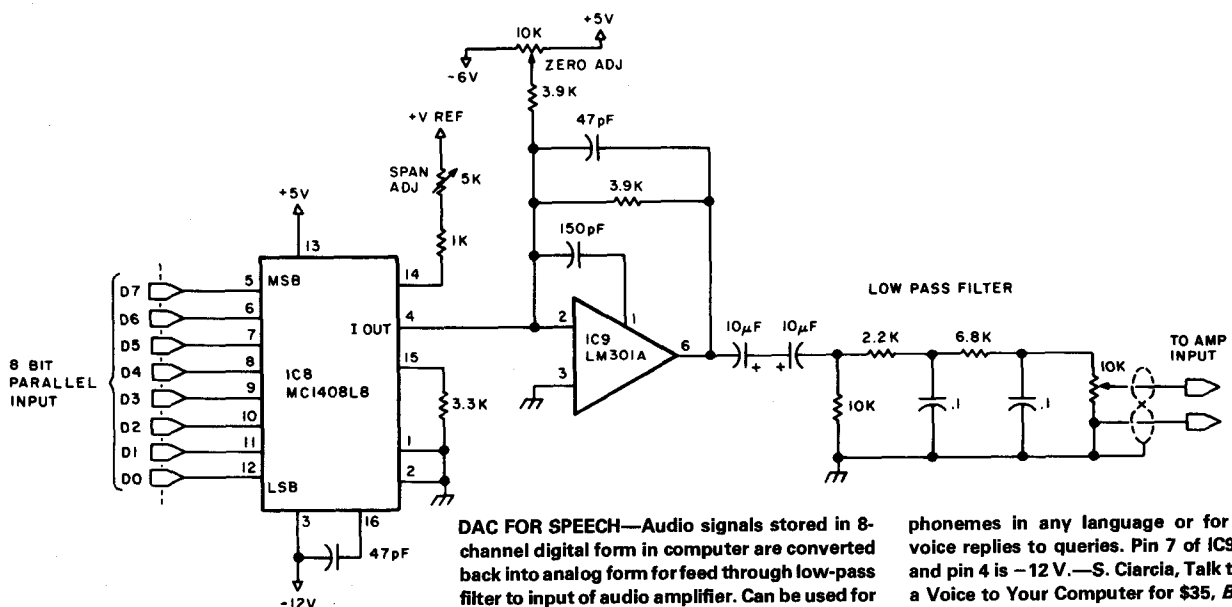 +5V
10K
-6V
ZERO ADJ
3.9K
+V REF
47pF
SPAN ADJ
5K
3.9K
+5V
1K
150pF
13
14
LOW PASS FILTER
D7
5
MSB
D6
6
I OUT
4
2
1
10µF
10µF
2.2K
6.8K
TO AMP INPUT
D5
7
IC9
LM301A
6
+
+
8 BIT PARALLEL INPUT
D4
8
15
3
10K
IC8
MC1408L8
D3
9
3.3K
10K
.1
.1
D2
10
D1
11
1
D0
12
LSB
2
3
16
47pF
-12V
DAC FOR SPEECH—Audio signals stored in 8-
channel digital form in computer are converted
back into analog form for feed through low-pass
filter to input of audio amplifier. Can be used for
phonemes in any language or for
voice replies to queries. Pin 7 of IC9
and pin 4 is −12 V.—S. Ciarcia, Talk t
a Voice to Your Computer for $35,